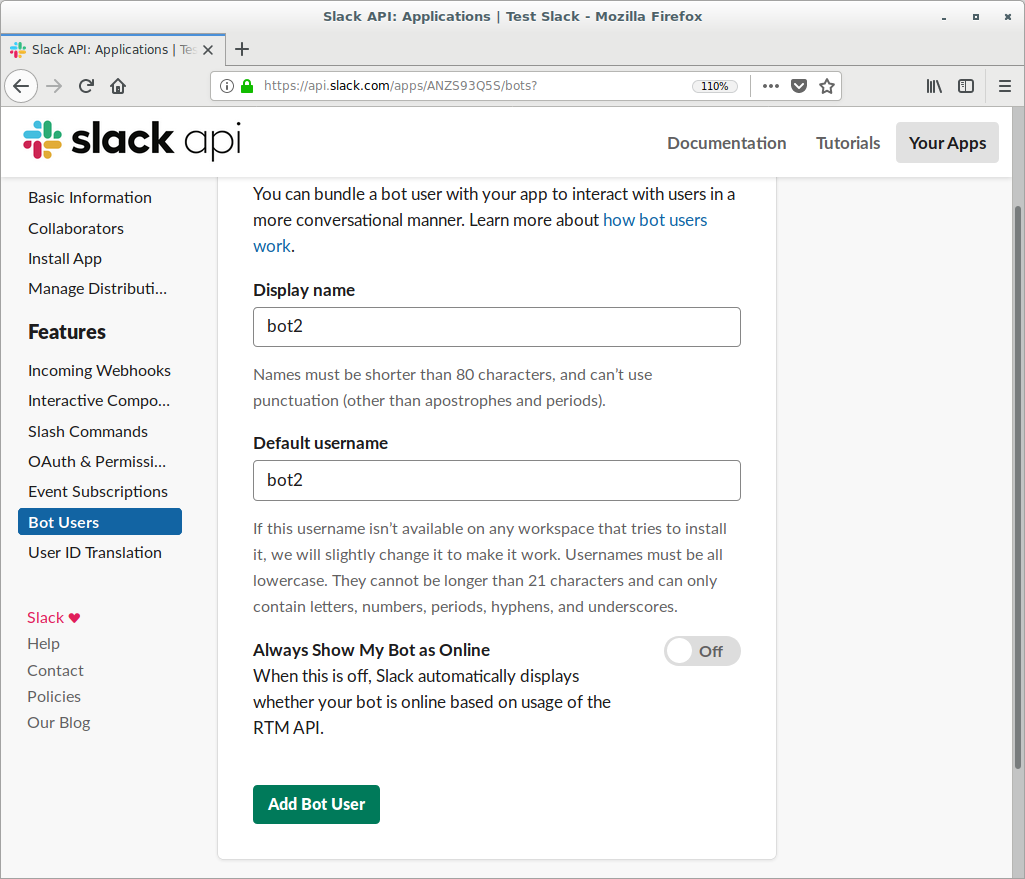 Slack API: Applications | Test Slack - Mozilla Firefox
Slack API: Applications | Tes
https://api.slack.com/apps/ANZS93Q5S/bots?
110%
slack api
Documentation
Tutorials
Your Apps
Basic Information
Collaborators
Install App
Manage Distributi...
Features
Incoming Webhooks
Interactive Compo...
Slash Commands
OAuth & Permissi...
Event Subscriptions
Bot Users
User ID Translation
Slack ♥
Help
Contact
Policies
Our Blog
You can bundle a bot user with your app to interact with users in a
more conversational manner. Learn more about how bot users
work.
Display name
bot2
Names must be shorter than 80 characters, and can’t use
punctuation (other than apostrophes and periods).
Default username
bot2
If this username isn’t available on any workspace that tries to install
it, we will slightly change it to make it work. Usernames must be all
lowercase. They cannot be longer than 21 characters and can only
contain letters, numbers, periods, hyphens, and underscores.
Always Show My Bot as Online
Off
When this is off, Slack automatically displays
whether your bot is online based on usage of the
RTM API.
Add Bot User